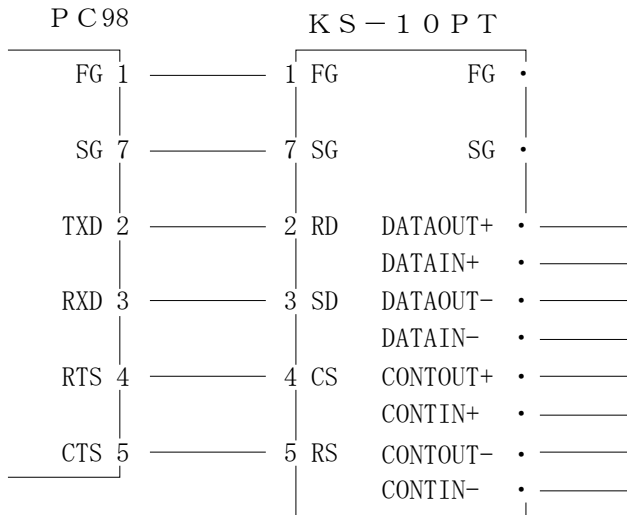 ＰＣ98
ＫＳ－１０ＰＴ
FG 1 1 FG FG
SG 7 7 SG SG
TXD 2 2 RD DATAOUT+
DATAIN+
RXD 3 3 SD DATAOUT-
DATAIN-
RTS 4 4 CS CONTOUT+
CONTIN+
CTS 5 5 RS CONTOUT-
CONTIN-